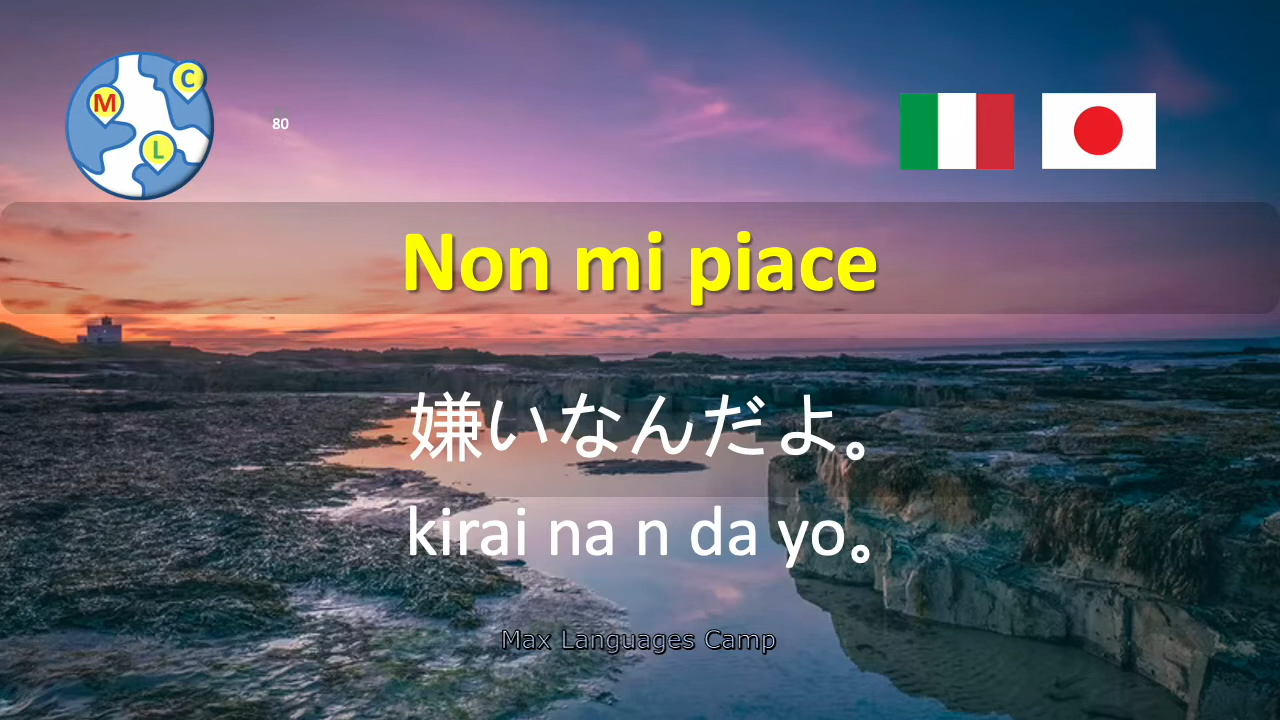 C
M
L
80
Non mi piace
嫌いなんだよ。
kirai na n da yo。
Max Languages Camp